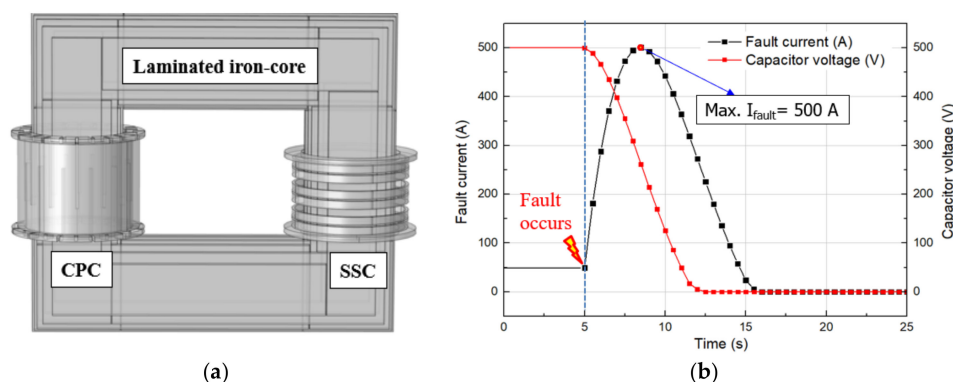 Laminated iron-core
CPC
SSC
(a)
Fault current (A)
Capacitor voltage (V)
Max. Ifault= 500 A
Fault
occurs
Fault current (A)
500
400
300
200
100
0
Capacitor voltage (V)
500
400
300
200
100
0
0
5
10
15
20
25
Time (s)
(b)